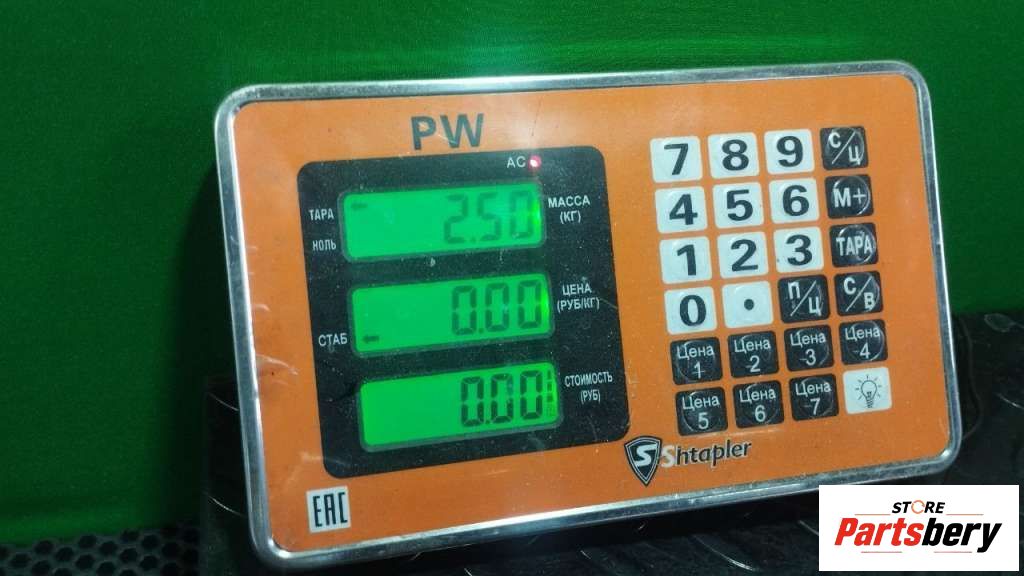 PW
AC
ТАРА
НОЛЬ
2.50
МАССА
(КГ)
0.00
ЦЕНА
(РУБ/КГ)
СТАБ
0.00
СТОИМОСТЬ
(РУБ)
7 8 9 С/Ц
4 5 6 М+
1 2 3 ТАРА
0 . П/Ц С/В
Цена 1 Цена 2 Цена 3 Цена 4
Цена 5 Цена 6 Цена 7
S Shtapler
EAC
STORE
Partsbery